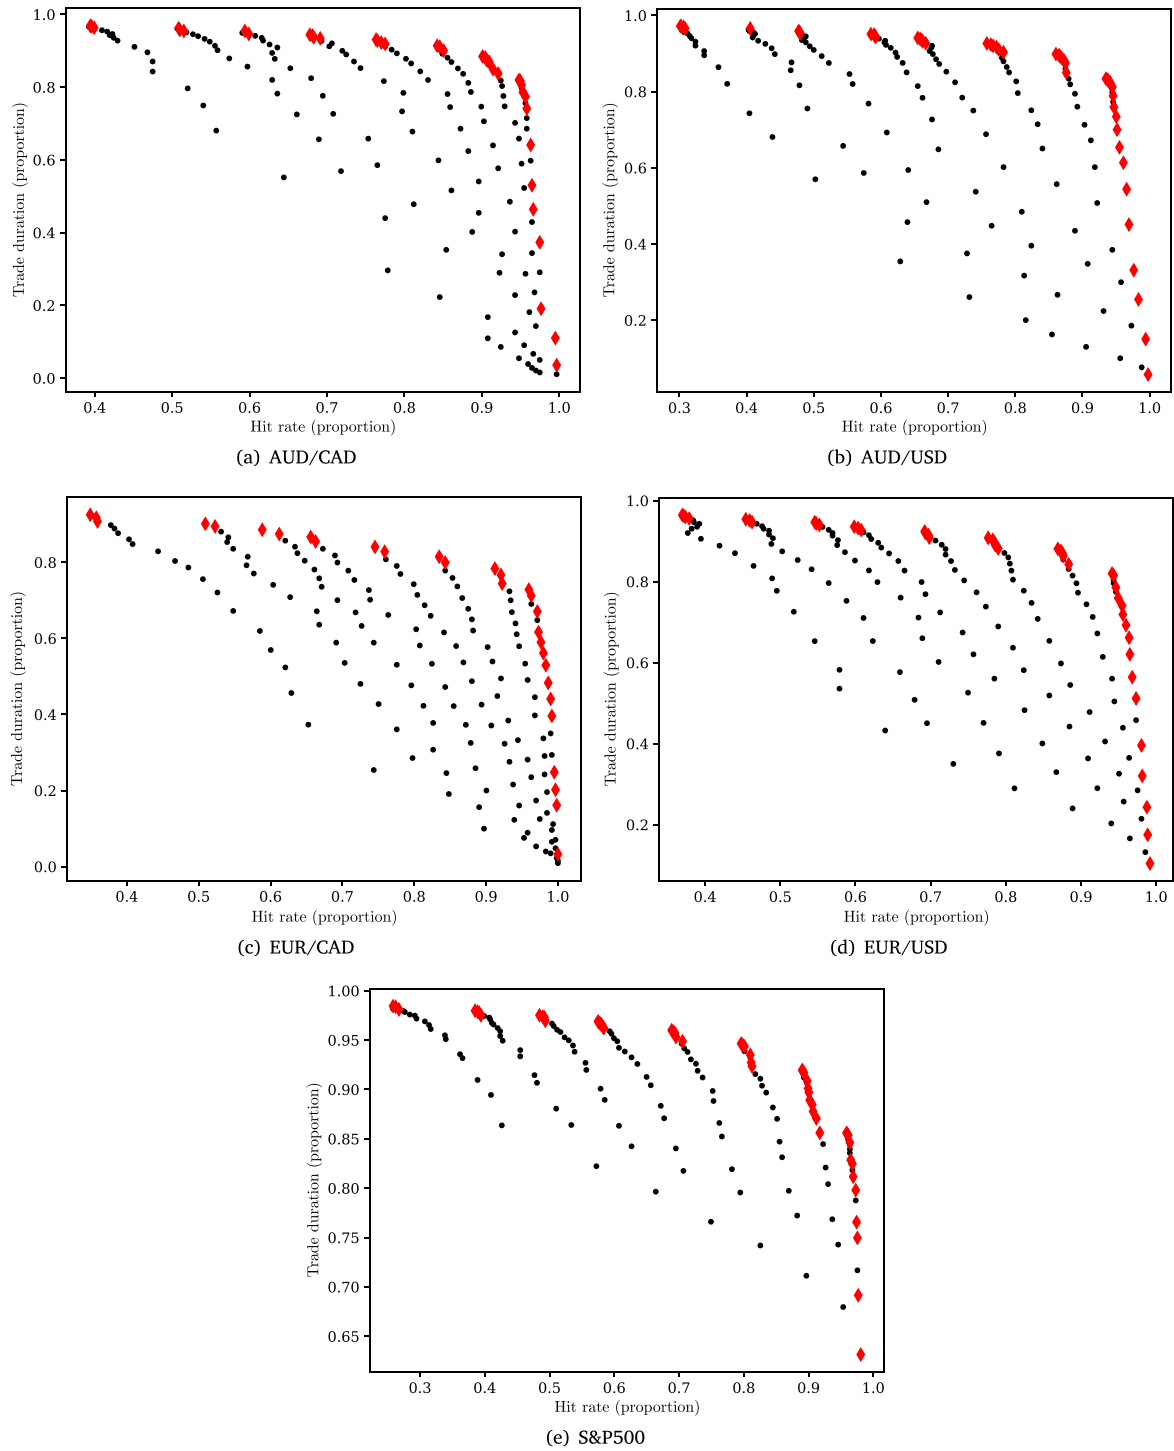 1.0
0.8
0.6
0.4
0.2
0.0
Trade duration (proportion)
0.4 0.5 0.6 0.7 0.8 0.9 1.0
Hit rate (proportion)
(a) AUD/CAD
1.0
0.8
0.6
0.4
0.2
Trade duration (proportion)
0.3 0.4 0.5 0.6 0.7 0.8 0.9 1.0
Hit rate (proportion)
(b) AUD/USD
0.8
0.6
0.4
0.2
0.0
Trade duration (proportion)
0.4 0.5 0.6 0.7 0.8 0.9 1.0
Hit rate (proportion)
(c) EUR/CAD
1.0
0.8
0.6
0.4
0.2
Trade duration (proportion)
0.4 0.5 0.6 0.7 0.8 0.9 1.0
Hit rate (proportion)
(d) EUR/USD
1.00
0.95
0.90
0.85
0.80
0.75
0.70
0.65
Trade duration (proportion)
0.3 0.4 0.5 0.6 0.7 0.8 0.9 1.0
Hit rate (proportion)
(e) S&P500